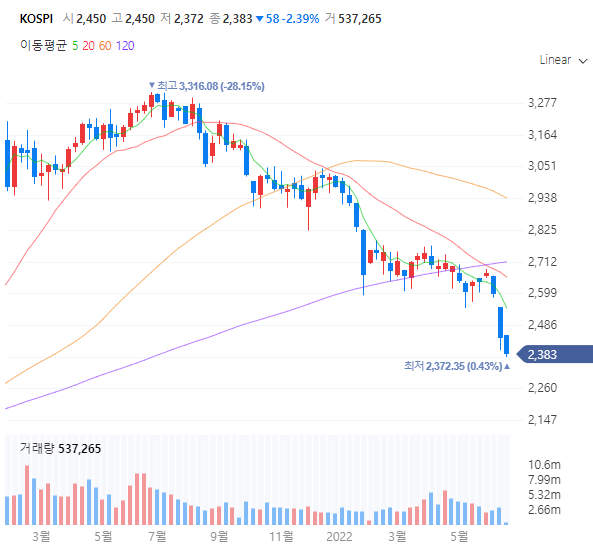 KOSPI 시 2,450 고 2,450 저 2,372 종 2,383 ▼58 -2.39% 거 537,265
이동평균 5 20 60 120
Linear
최고 3,316.08 (-28.15%)
3,277
3,164
3,051
2,938
2,825
2,712
2,599
2,486
2,383
최저 2,372.35 (0.43%)
2,260
2,147
거래량 537,265
10.6m
7.99m
5.32m
2.66m
3월 5월 7월 9월 11월 2022 3월 5월